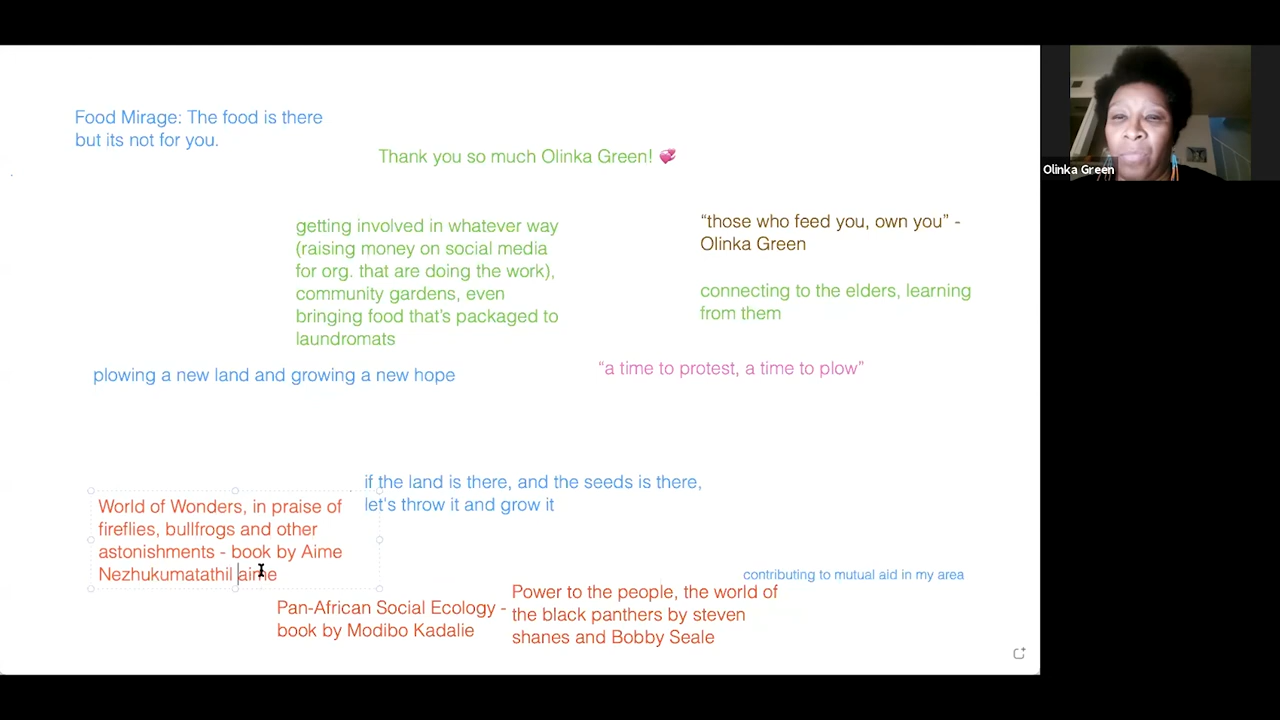 Food Mirage: The food is there
but its not for you.
Thank you so much Olinka Green! 💞
Olinka Green
getting involved in whatever way
(raising money on social media
for org. that are doing the work),
community gardens, even
bringing food that's packaged to
laundromats
“those who feed you, own you” -
Olinka Green
connecting to the elders, learning
from them
plowing a new land and growing a new hope
“a time to protest, a time to plow”
if the land is there, and the seeds is there,
let's throw it and grow it
World of Wonders, in praise of
fireflies, bullfrogs and other
astonishments - book by Aime
Nezhukumatathil aime
contributing to mutual aid in my area
Pan-African Social Ecology -
book by Modibo Kadalie
Power to the people, the world of
the black panthers by steven
shanes and Bobby Seale